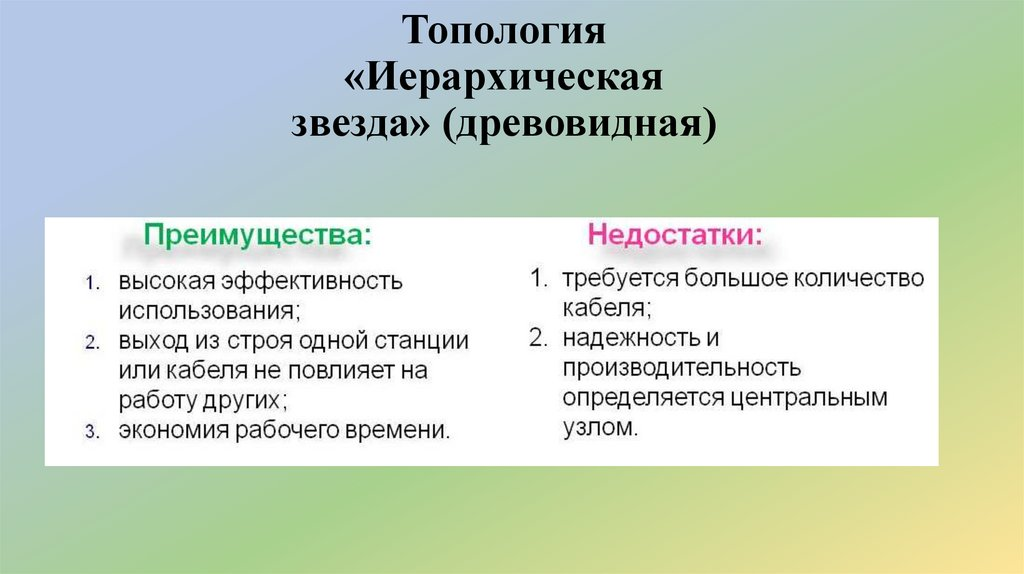 Топология
«Иерархическая
звезда» (древовидная)
Преимущества:
1. высокая эффективность
использования;
2. выход из строя одной станции
или кабеля не повлияет на
работу других;
3. экономия рабочего времени.
Недостатки:
1. требуется большое количество
кабеля;
2. надежность и
производительность
определяется центральным
узлом.